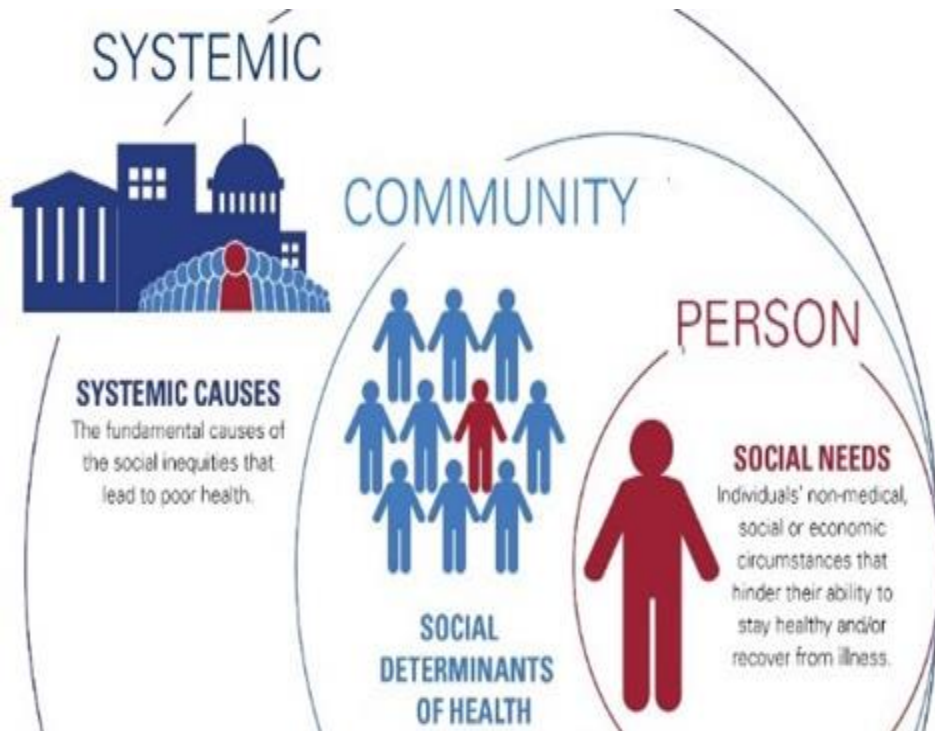 SYSTEMIC
SYSTEMIC CAUSES
The fundamental causes of
the social inequities that
lead to poor health.
COMMUNITY
SOCIAL
DETERMINANTS
OF HEALTH
PERSON
SOCIAL NEEDS
Individuals' non-medical,
social or economic
circumstances that
hinder their ability to
stay healthy and/or
recover from illness.